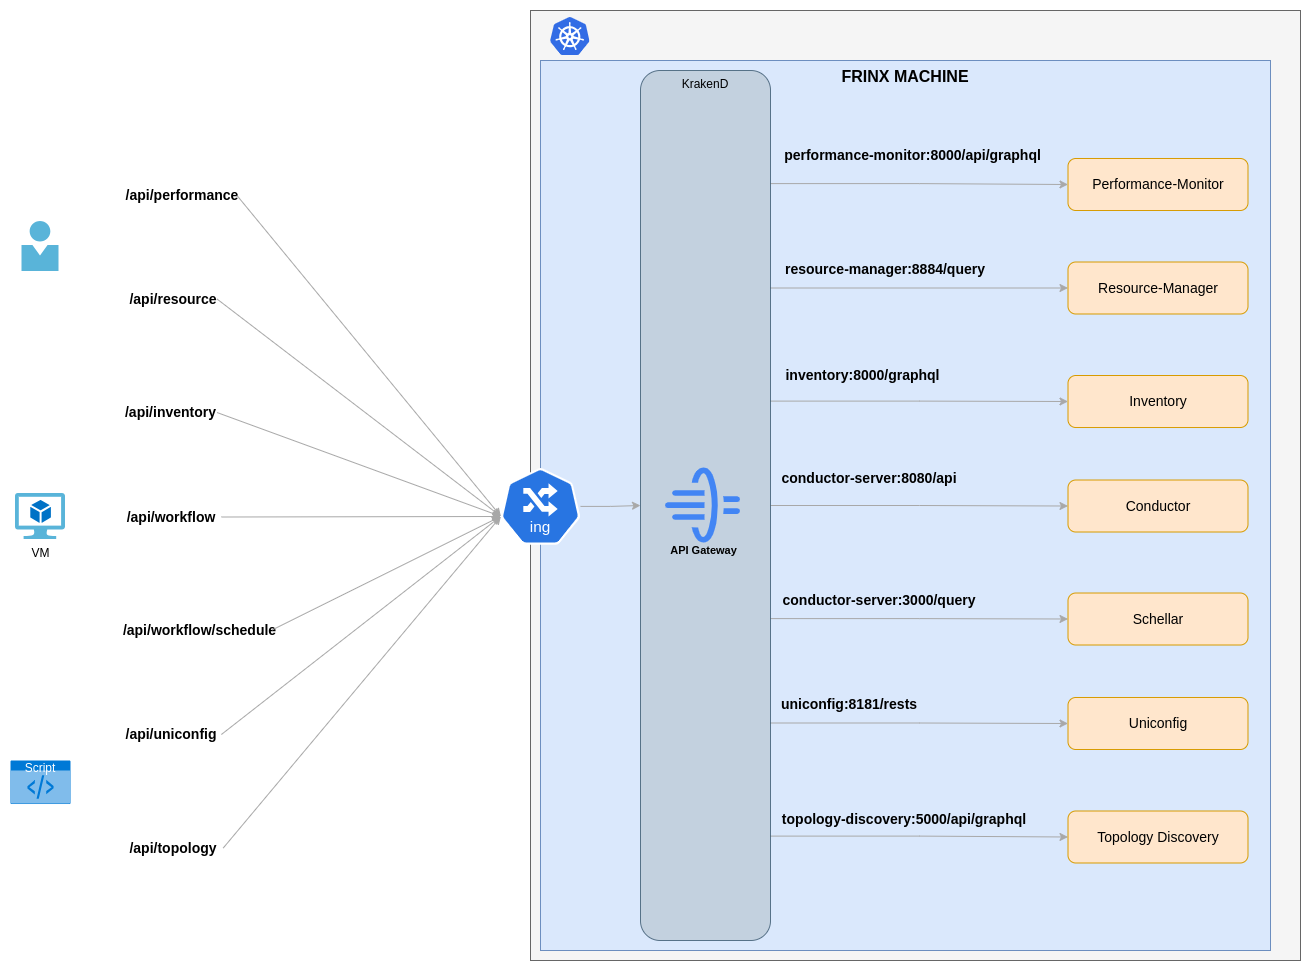 FRINX MACHINE
KrakenD
performance-monitor:8000/api/graphql
Performance-Monitor
/api/performance
resource-manager:8884/query
Resource-Manager
/api/resource
inventory:8000/graphql
Inventory
/api/inventory
conductor-server:8080/api
Conductor
/api/workflow
ing
VM
API Gateway
conductor-server:3000/query
Schellar
/api/workflow/schedule
uniconfig:8181/rests
Uniconfig
/api/uniconfig
Script
topology-discovery:5000/api/graphql
Topology Discovery
/api/topology